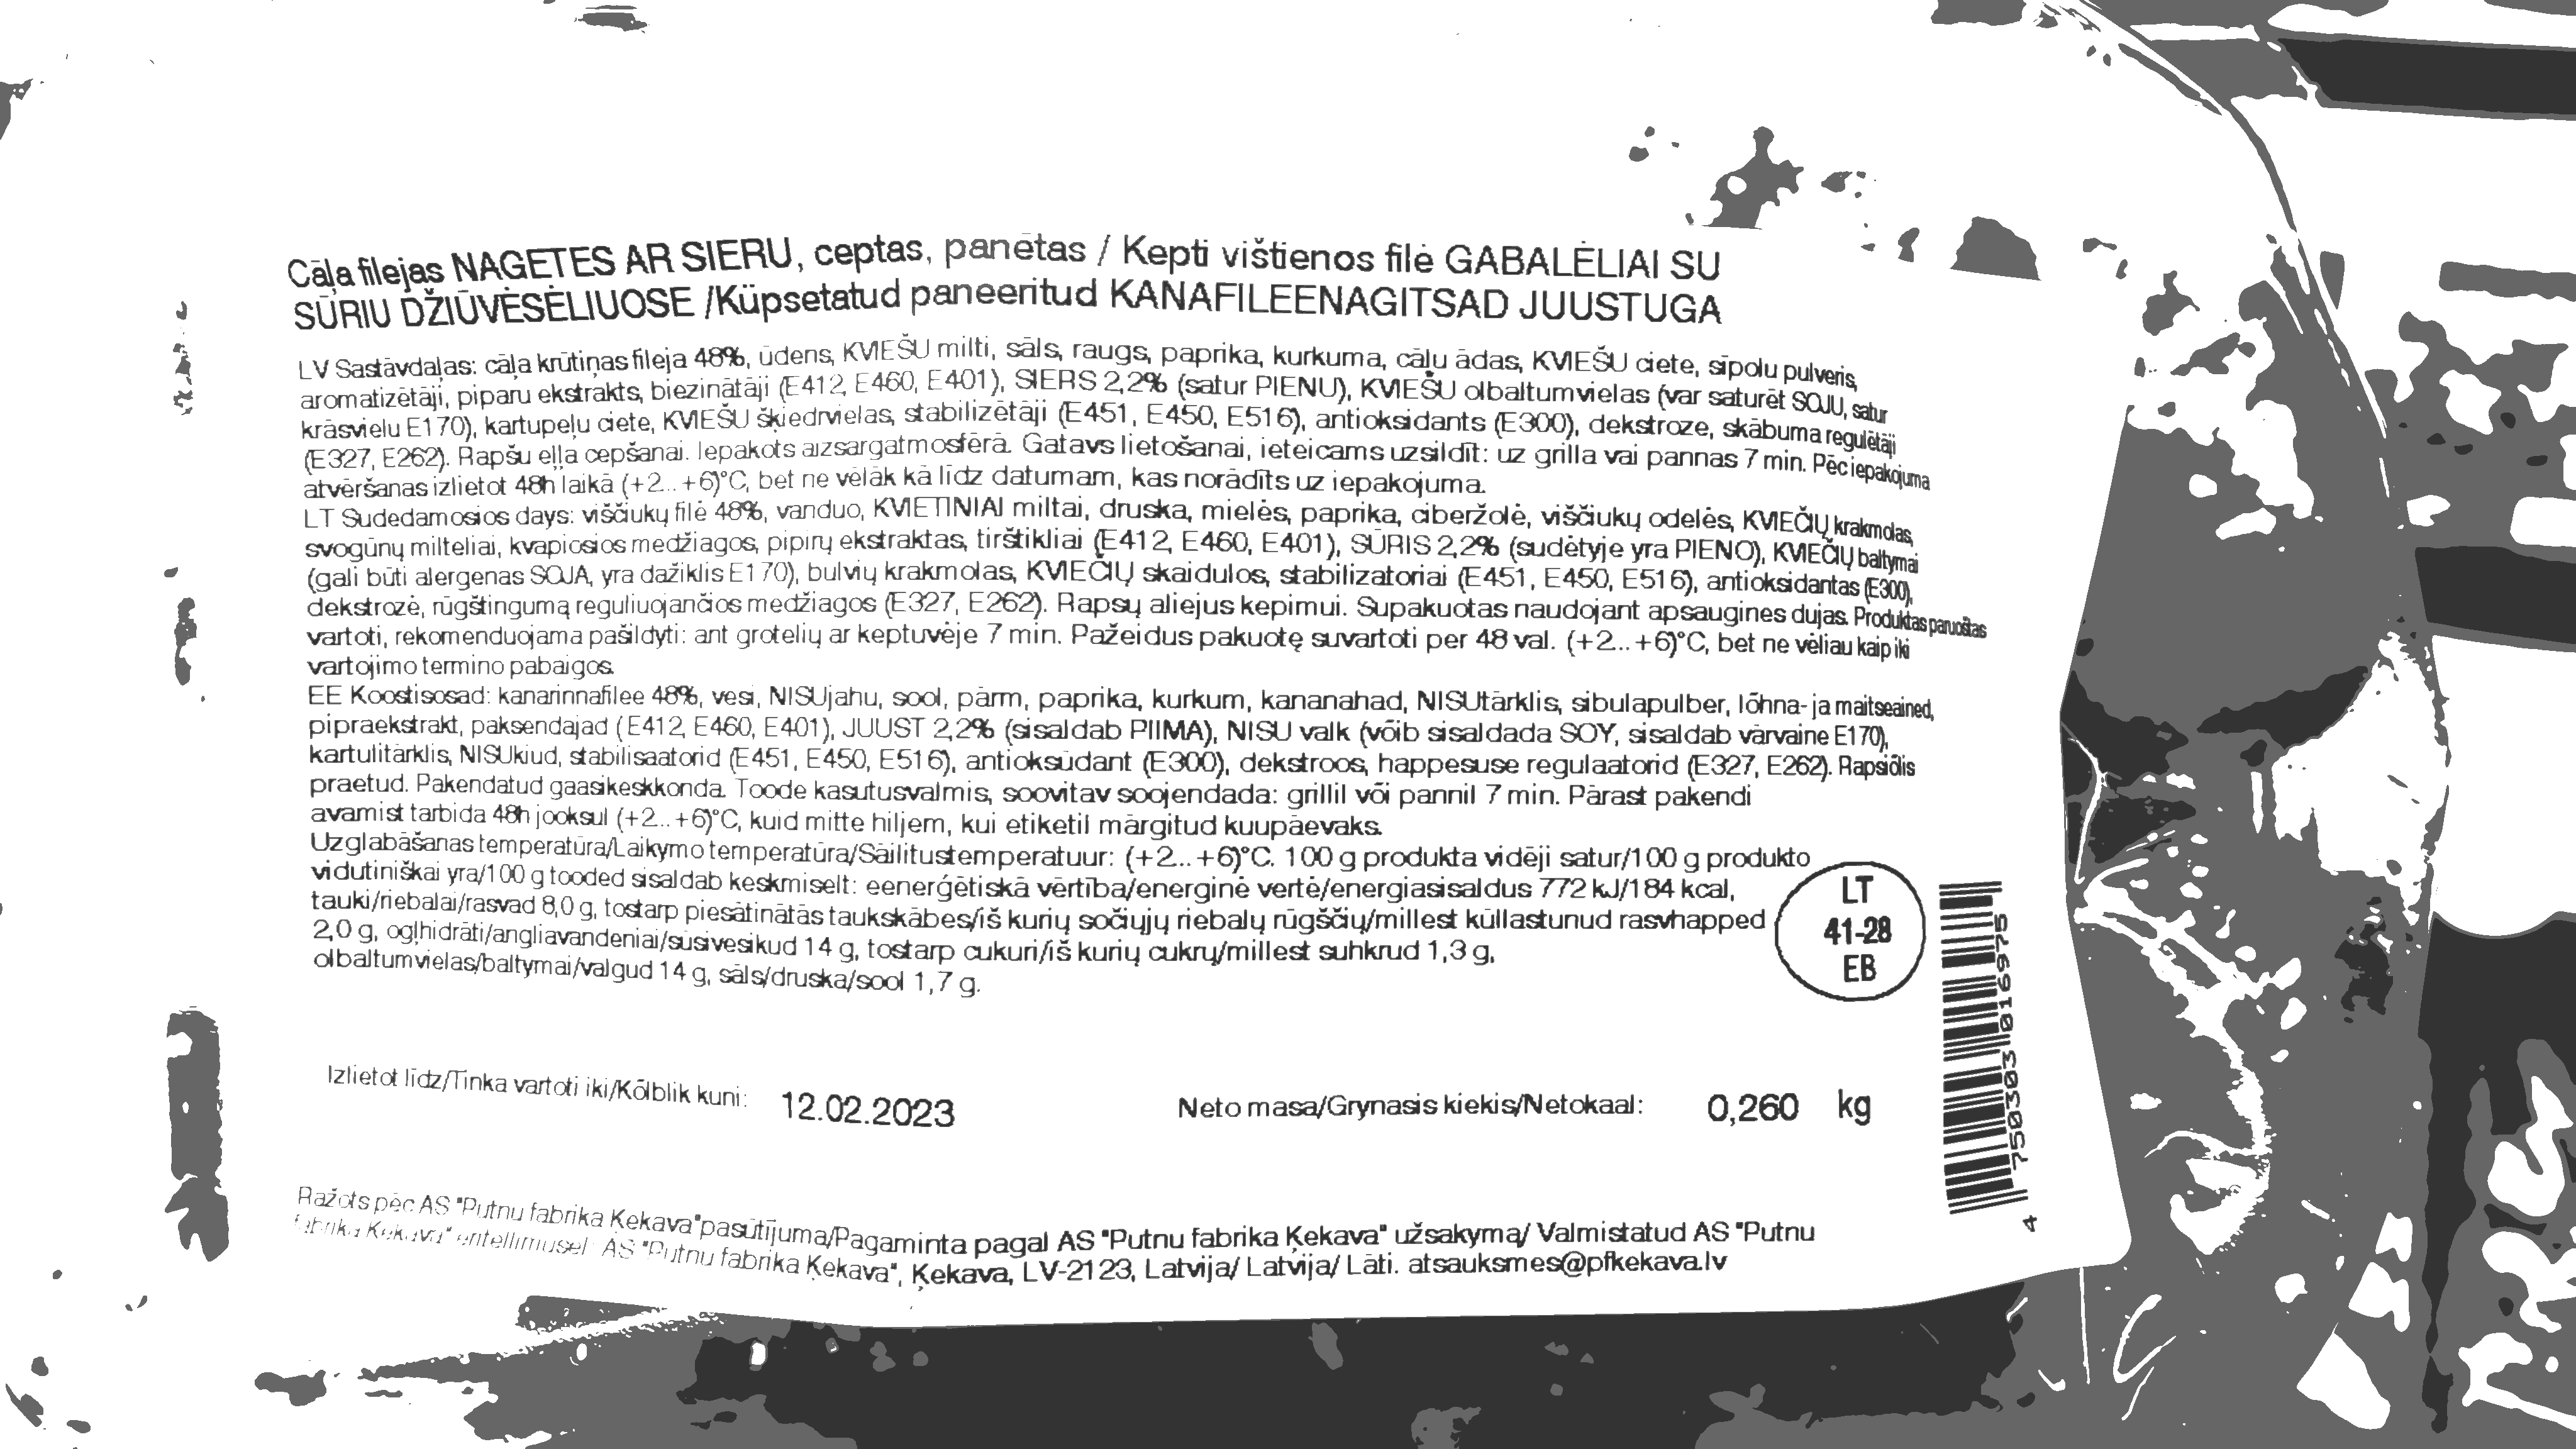 Cāļa filejas NAGETES AR SIERU, ceptas, panētas / Kepti vištienos filė GABALĖLIAI SU
SŪRIU DŽIŪVĖSĖLIUOSE /Küpsetatud paneeritud KANAFILEENAGITSAD JUUSTUGA
LV Sastāvdaļas: cāļa krūtiņas fileja 48%, ūdens, KVIEŠU milti, sāls, raugs, paprika, kurkuma, cāļu ādas, KVIEŠU ciete, sīpolu pulveris,
aromatizētāji, piparu ekstrakts, biezinātāji (E412, E460, E401), SIERS 2,2% (satur PIENU), KVIEŠU olbaltumvielas (var saturēt SOJU, satur
krāsvielu E170), kartupeļu ciete, KVIEŠU šķiedrvielas, stabilizētāji (E451, E450, E516), antioksidants (E300), dekstroze, skābuma regulētāji
(E327, E262). Rapšu eļļa cepšanai. Iepakots aizsargatmosfērā. Gatavs lietošanai, ieteicams uzsildīt: uz grilla vai pannas 7 min. Pēc iepakojuma
atvēršanas izlietot 48h laikā (+2...+6)°C, bet ne vēlāk kā līdz datumam, kas norādīts uz iepakojuma.
LT Sudedamosios days: viščiukų filė 48%, vanduo, KVIETINIAI miltai, druska, mielės, paprika, ciberžolė, viščiukų odelės, KVIEČIŲ krakmolas,
svogūnų milteliai, kvapiosios medžiagos, pipirų ekstraktas, tirštikliai (E412, E460, E401), SŪRIS 2,2% (sudėtyje yra PIENO), KVIEČIŲ baltymai
(gali būti alergenas SOJA, yra dažiklis E170), bulvių krakmolas, KVIEČIŲ skaidulos, stabilizatoriai (E451, E450, E516), antioksidantas (E300),
dekstrozė, rūgštingumą reguliuojančios medžiagos (E327, E262). Rapsų aliejus kepimui. Supakuotas naudojant apsaugines dujas. Produktas paruoštas
vartoti, rekomenduojama pašildyti: ant grotelių ar keptuvėje 7 min. Pažeidus pakuotę suvartoti per 48 val. (+2...+6)°C, bet ne vėliau kaip iki
vartojimo termino pabaigos.
EE Koostisosad: kanarinnafilee 48%, vesi, NISUjahu, sool, pärm, paprika, kurkum, kananahad, NISUtärklis, sibulapulber, lõhna- ja maitseained,
pipraekstrakt, paksendajad (E412, E460, E401), JUUST 2,2% (sisaldab PIIMA), NISU valk (võib sisaldada SOY, sisaldab värvaine E170),
kartulitärklis, NISUkiud, stabilisaatorid (E451, E450, E516), antioksüdant (E300), dekstroos, happesuse regulaatorid (E327, E262). Rapsiõlis
praetud. Pakendatud gaasikeskkonda. Toode kasutusvalmis, soovitav soojendada: grillil või pannil 7 min. Pärast pakendi
avamist tarbida 48h jooksul (+2...+6)°C, kuid mitte hiljem, kui etiketil märgitud kuupäevaks.
Uzglabāšanas temperatūra/Laikymo temperatūra/Säilitustemperatuur: (+2...+6)°C. 100 g produkta vidēji satur/100 g produkto
vidutiniškai yra/100 g tooded sisaldab keskmiselt: eenerģētiskā vērtība/energinė vertė/energiasisaldus 772 kJ/184 kcal,
tauki/riebalai/rasvad 8,0 g, tostarp piesātinātās taukskābes/iš kurių sočiųjų riebalų rūgščių/millest küllastunud rasvhapped
2,0 g, ogļhidrāti/angliavandeniai/süsivesikud 14 g, tostarp cukuri/iš kurių cukrų/millest suhkrud 1,3 g,
olbaltumvielas/baltymai/valgud 14 g, sāls/druska/sool 1,7 g.
LT
41-28
EB
4 750303 016975
Izlietot līdz/Tinka vartoti iki/Kõlblik kuni: 12.02.2023 Neto masa/Grynasis kiekis/Netokaal: 0,260 kg
Ražots pēc AS "Putnu fabrika Ķekava" pasūtījuma/Pagaminta pagal AS "Putnu fabrika Ķekava" užsakymą/ Valmistatud AS "Putnu
fabrika Ķekava" eritellimusel: AS "Putnu fabrika Ķekava", Ķekava, LV-2123, Latvija/ Latvija/ Läti. atsauksmes@pfkekava.lv